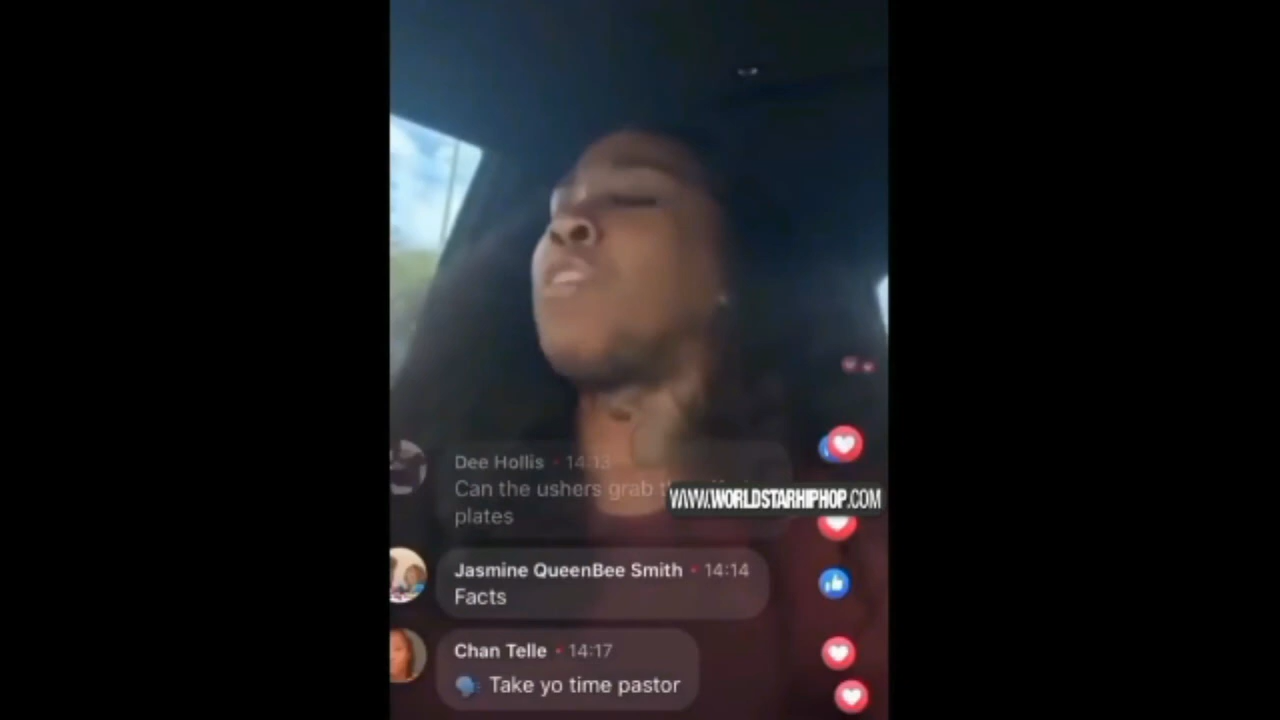 Dee Hollis • 14:13
Can the ushers grab
plates
WWW.WORLDSTARHIPHOP.COM
Jasmine QueenBee Smith • 14:14
Facts
Chan Telle • 14:17
🗣 Take yo time pastor